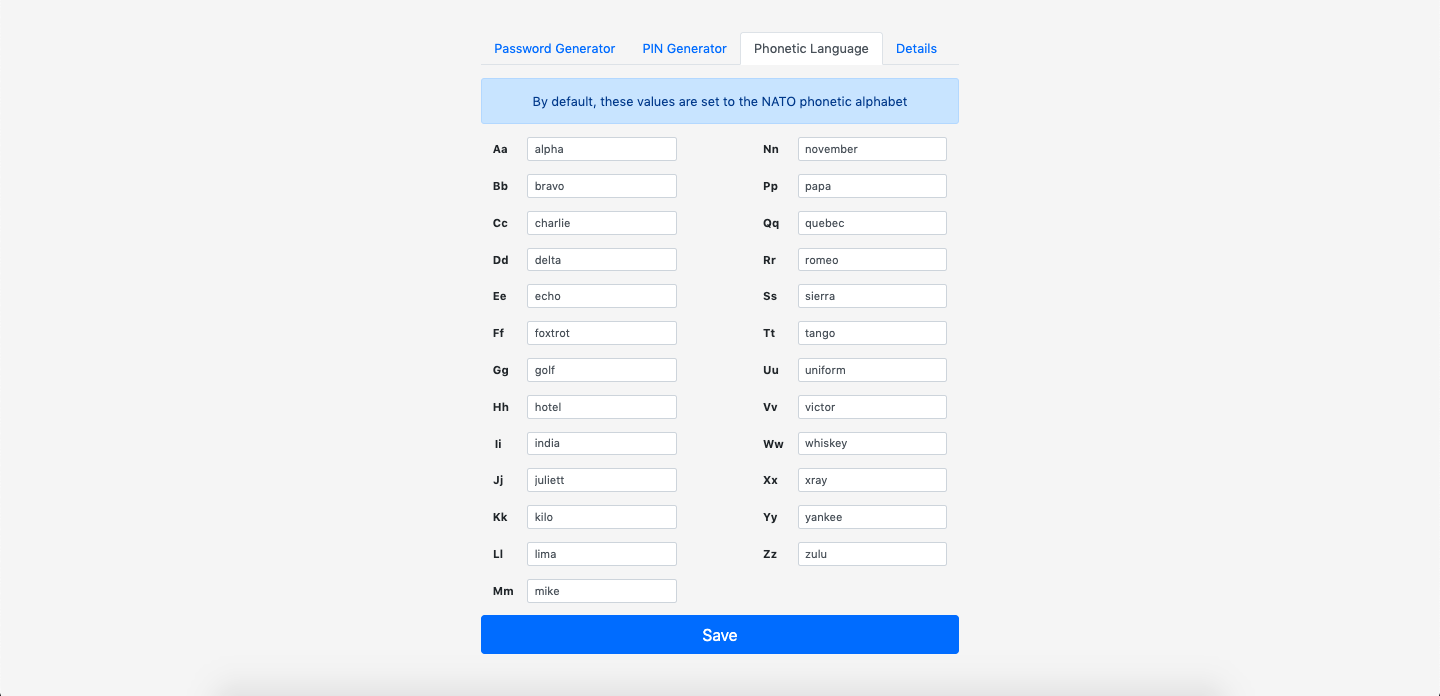 Password Generator PIN Generator Phonetic Language Details
By default, these values are set to the NATO phonetic alphabet
Aa alpha
Bb bravo
Cc charlie
Dd delta
Ee echo
Ff foxtrot
Gg golf
Hh hotel
Ii india
Jj juliett
Kk kilo
Ll lima
Mm mike
Nn november
Pp papa
Qq quebec
Rr romeo
Ss sierra
Tt tango
Uu uniform
Vv victor
Ww whiskey
Xx xray
Yy yankee
Zz zulu
Save